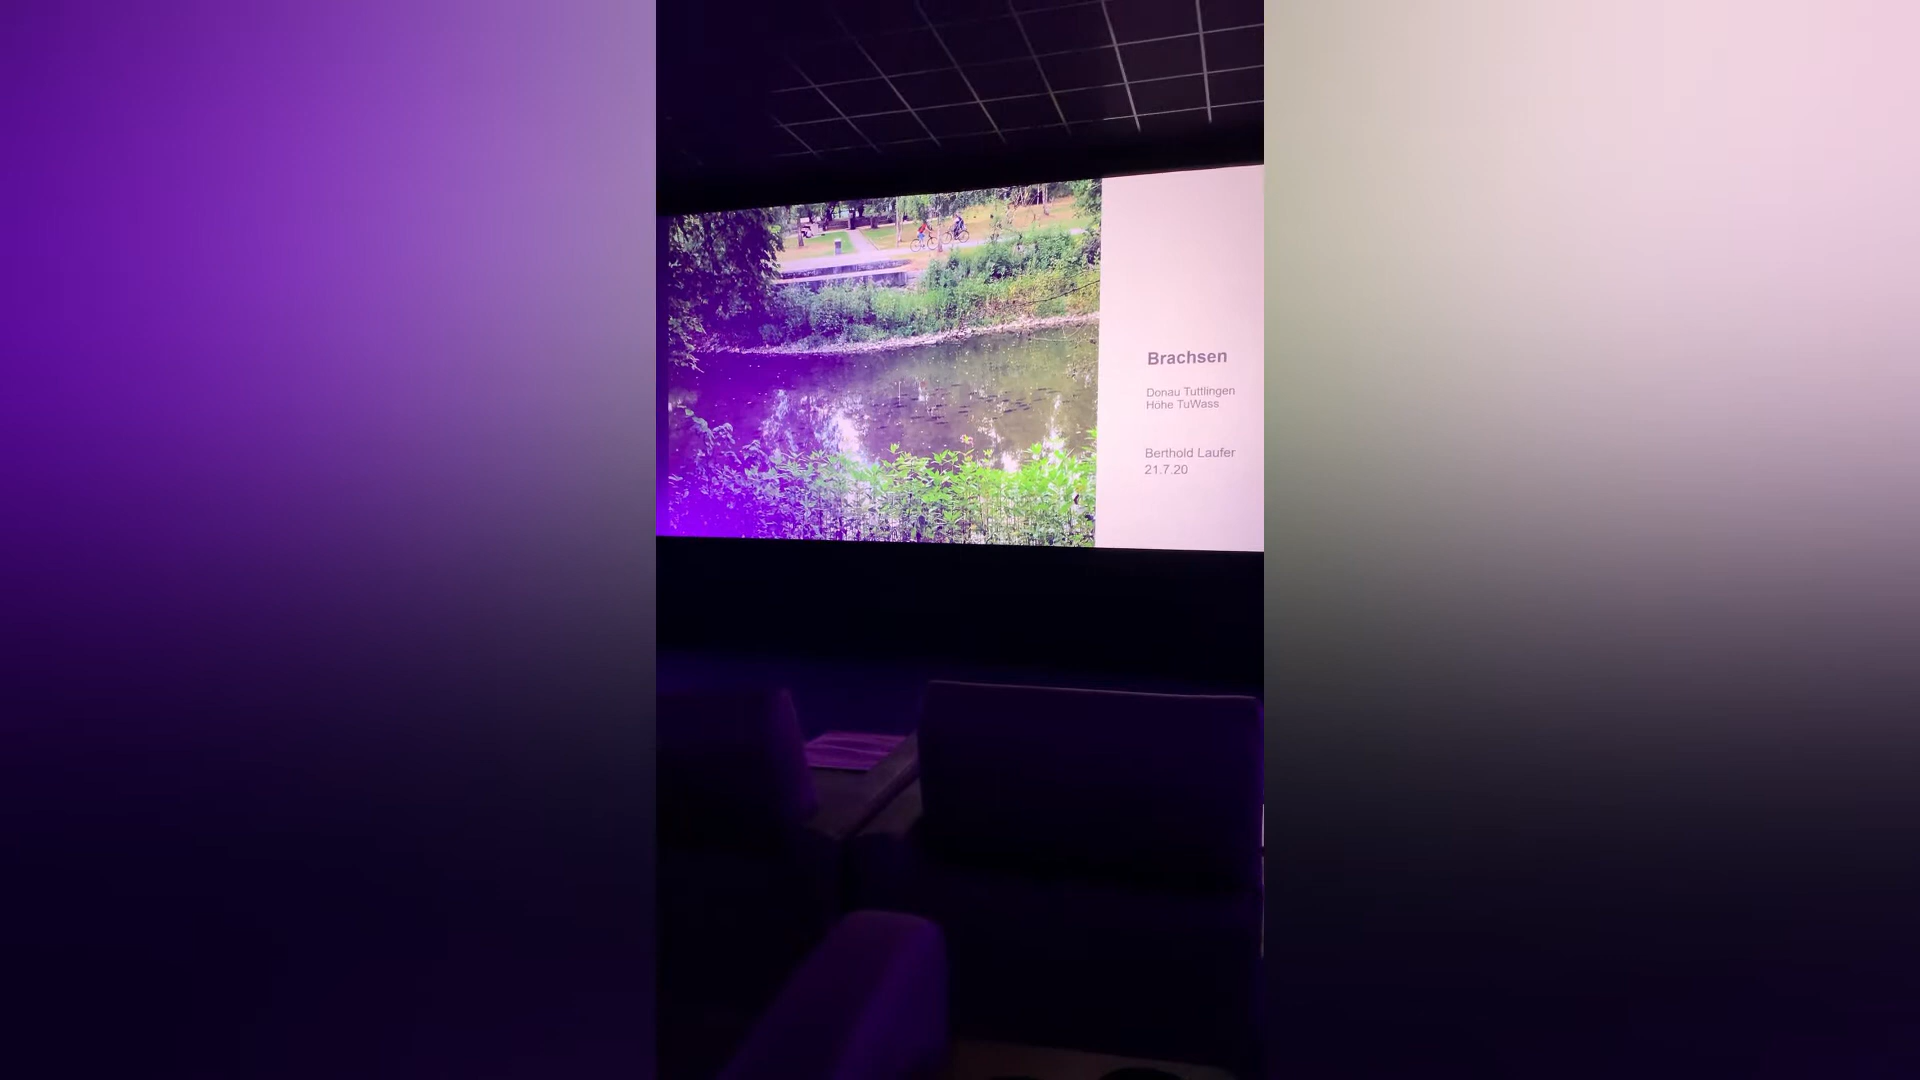 Brachsen
Donau Tuttlingen
Höhe TuWass
Berthold Laufer
21.7.20